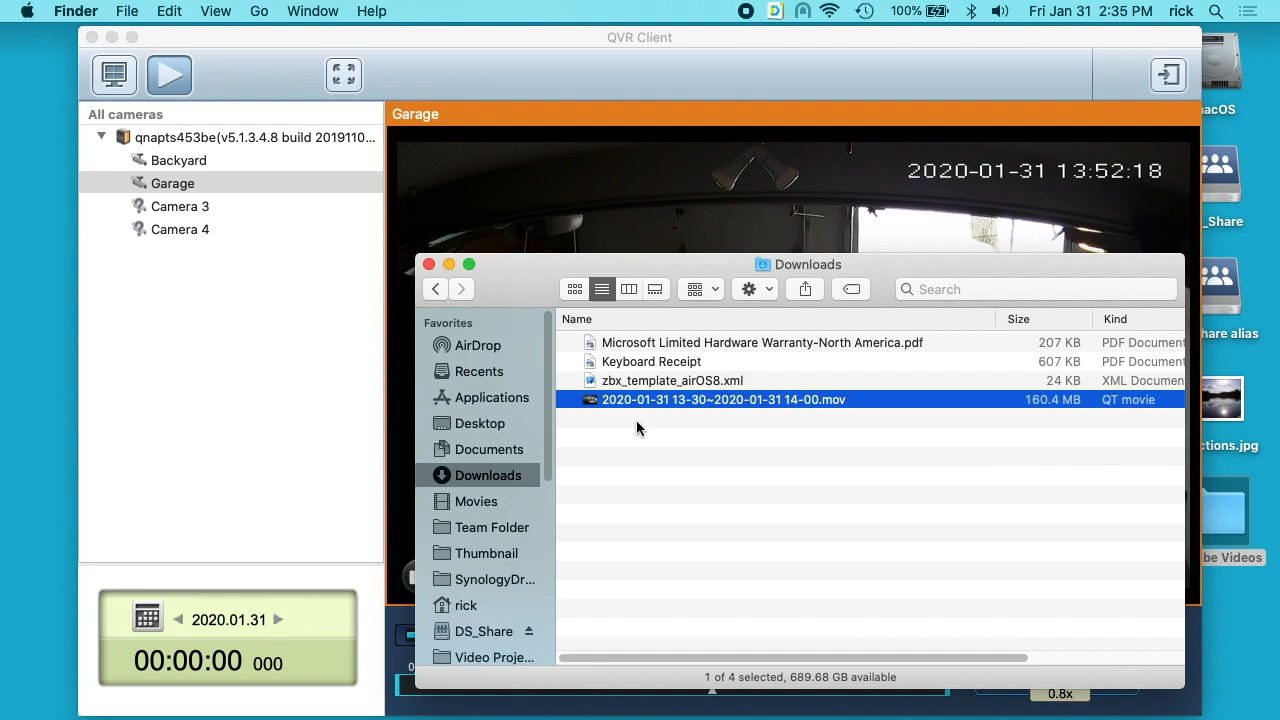 Finder File Edit View Go Window Help 100% Fri Jan 31 2:35 PM rick
QVR Client
All cameras
qnapts453be(v5.1.3.4.8 build 2019110...
Backyard
Garage
Camera 3
Camera 4
2020.01.31
00:00:00 000
Garage
2020-01-31 13:52:18
Downloads
Search
Favorites
AirDrop
Recents
Applications
Desktop
Documents
Downloads
Movies
Team Folder
Thumbnail
SynologyDr...
rick
DS_Share
Video Proje...
Name Size Kind
Microsoft Limited Hardware Warranty-North America.pdf 207 KB PDF Document
Keyboard Receipt 607 KB PDF Document
zbx_template_airOS8.xml 24 KB XML Documen
2020-01-31 13-30~2020-01-31 14-00.mov 160.4 MB QT movie
1 of 4 selected, 689.68 GB available
0.8x
acOS
_Share
hare alias
ctions.jpg
be Videos